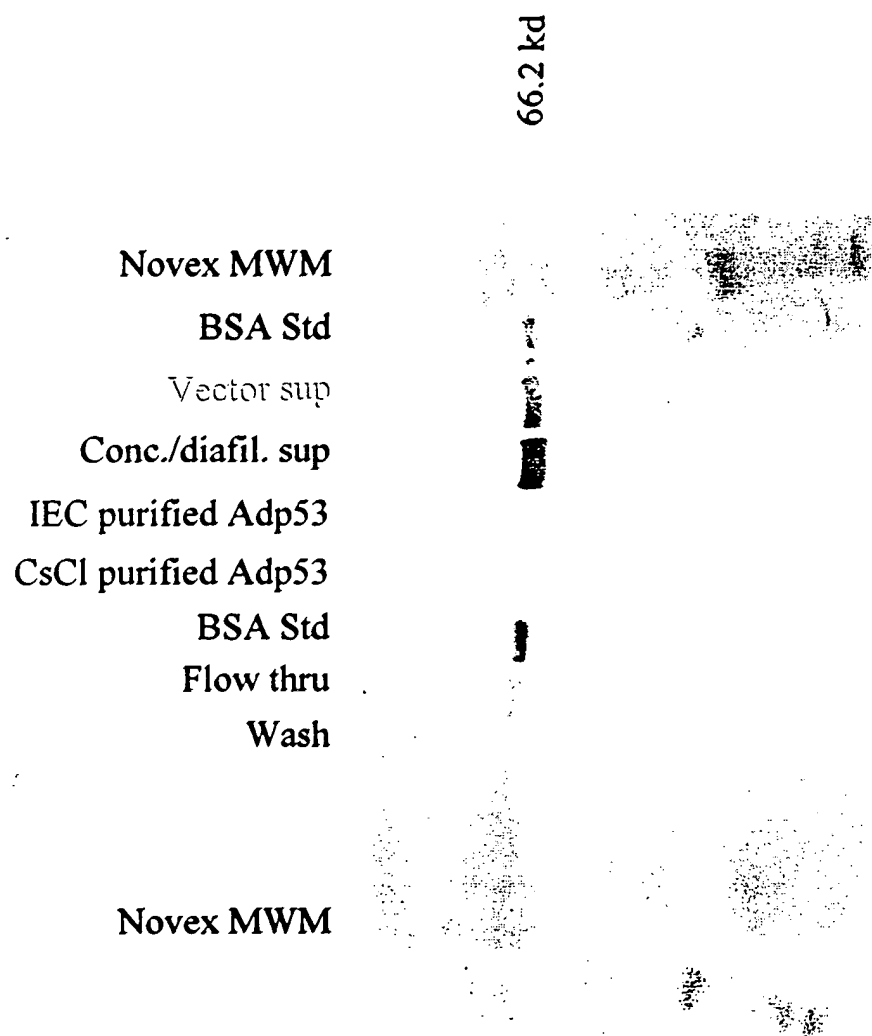 66.2 kd
Novex MWM
BSA Std
Vector sup
Conc./diafil. sup
IEC purified Adp53
CsCl purified Adp53
BSA Std
Flow thru
Wash
Novex MWM